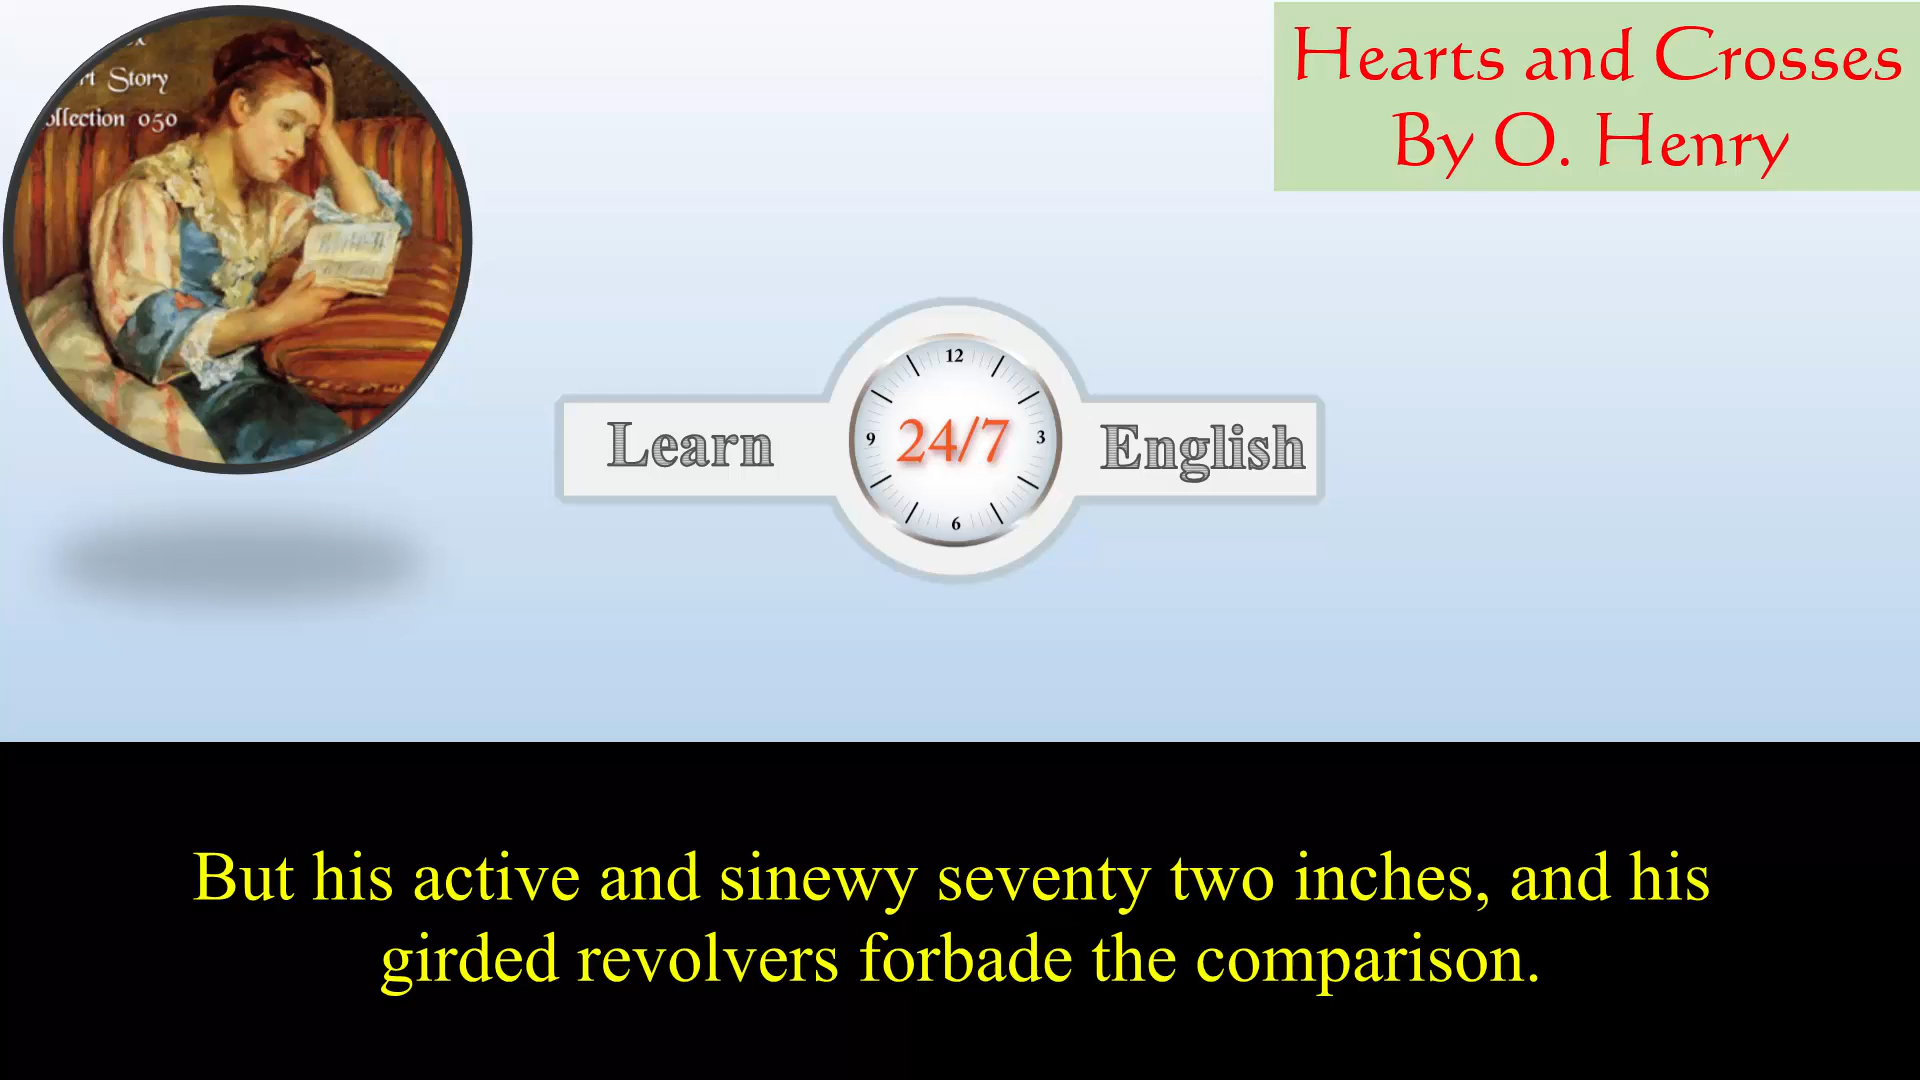 Story
050
Hearts and Crosses
By O. Henry
Learn
24/7
English
12
3
6
9
But his active and sinewy seventy two inches, and his
girded revolvers forbade the comparison.